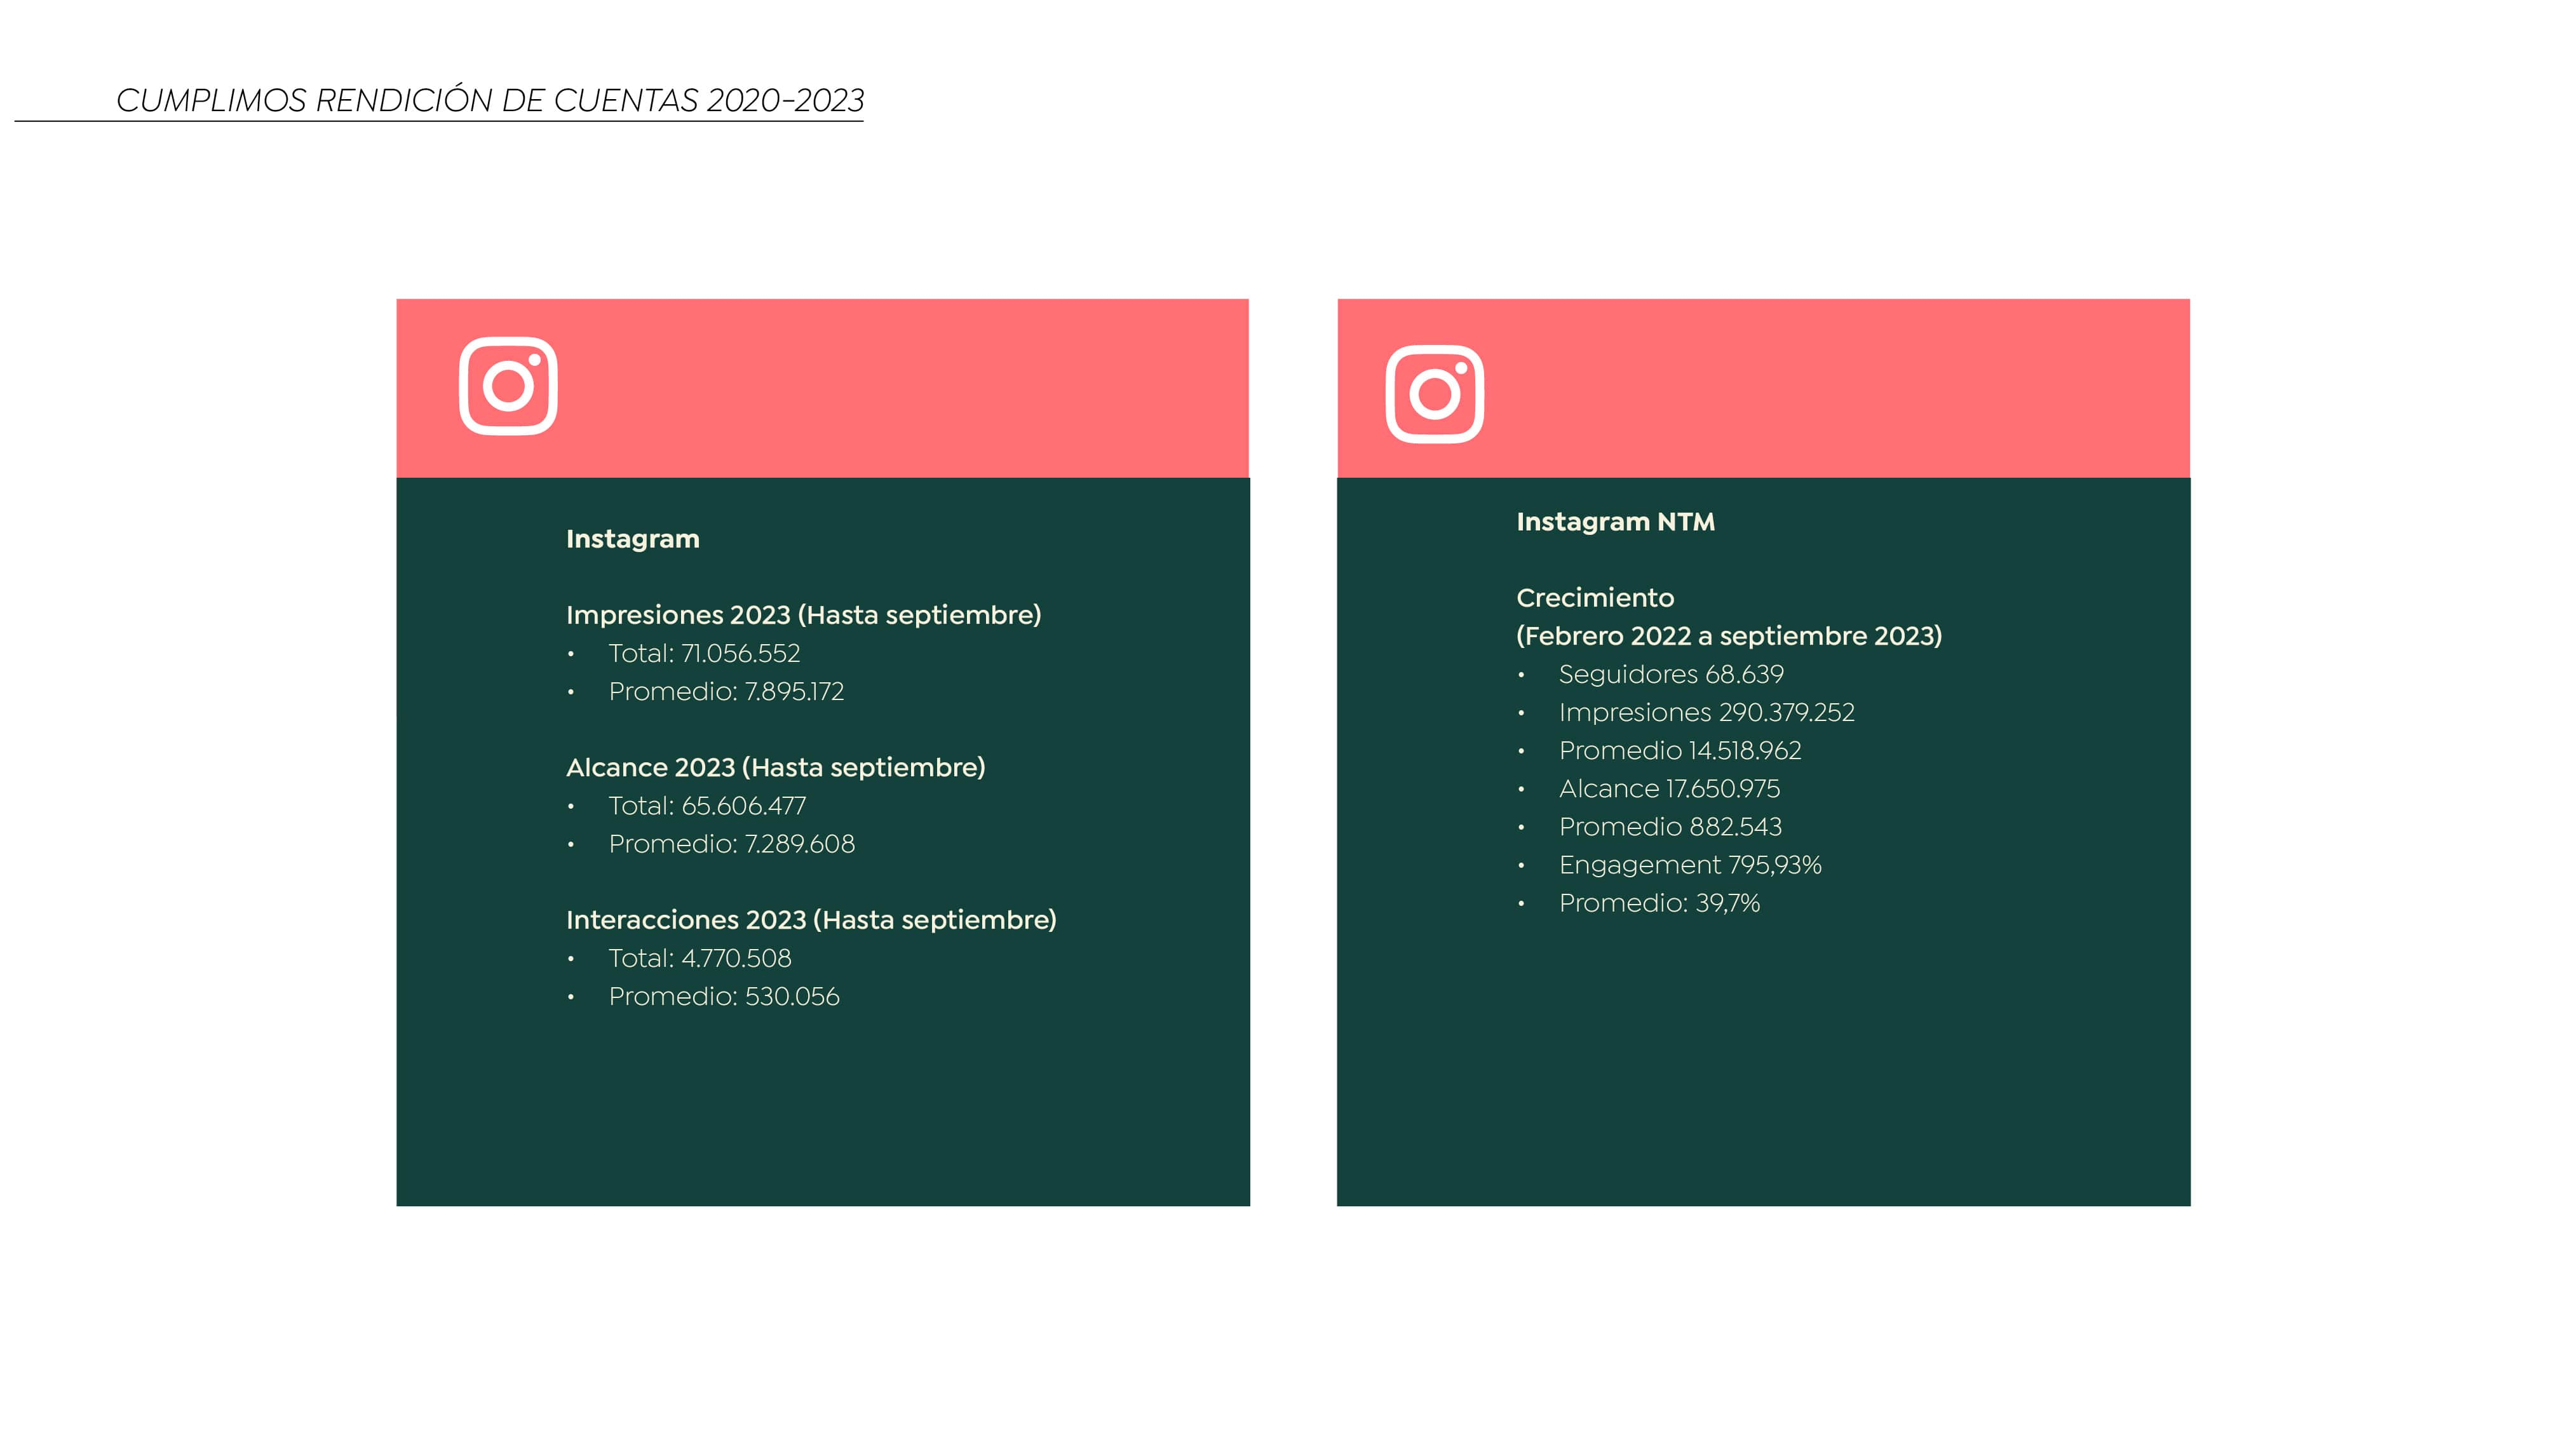 CUMPLIMOS RENDICIÓN DE CUENTAS 2020-2023
Instagram
Impresiones 2023 (Hasta septiembre)
• Total: 71.056.552
• Promedio: 7.895.172
Alcance 2023 (Hasta septiembre)
• Total: 65.606.477
• Promedio: 7.289.608
Interacciones 2023 (Hasta septiembre)
• Total: 4.770.508
• Promedio: 530.056
Instagram NTM
Crecimiento
(Febrero 2022 a septiembre 2023)
• Seguidores 68.639
• Impresiones 290.379.252
• Promedio 14.518.962
• Alcance 17.650.975
• Promedio 882.543
• Engagement 795,93%
• Promedio: 39,7%